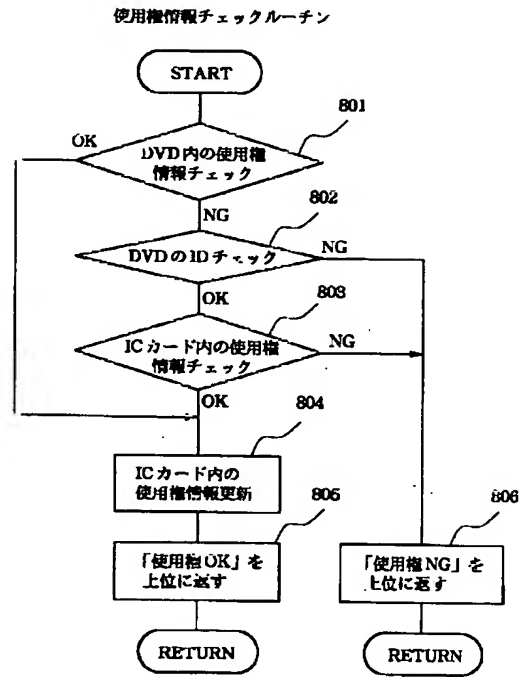 使用権情報チェックルーチン
START
801
OK
DVD内の使用権
情報チェック
NG
802
DVDのIDチェック
NG
OK
803
ICカード内の使用権
情報チェック
NG
OK
804
ICカード内の
使用権情報更新
805
806
「使用権OK」を
上位に返す
「使用権NG」を
上位に返す
RETURN
RETURN